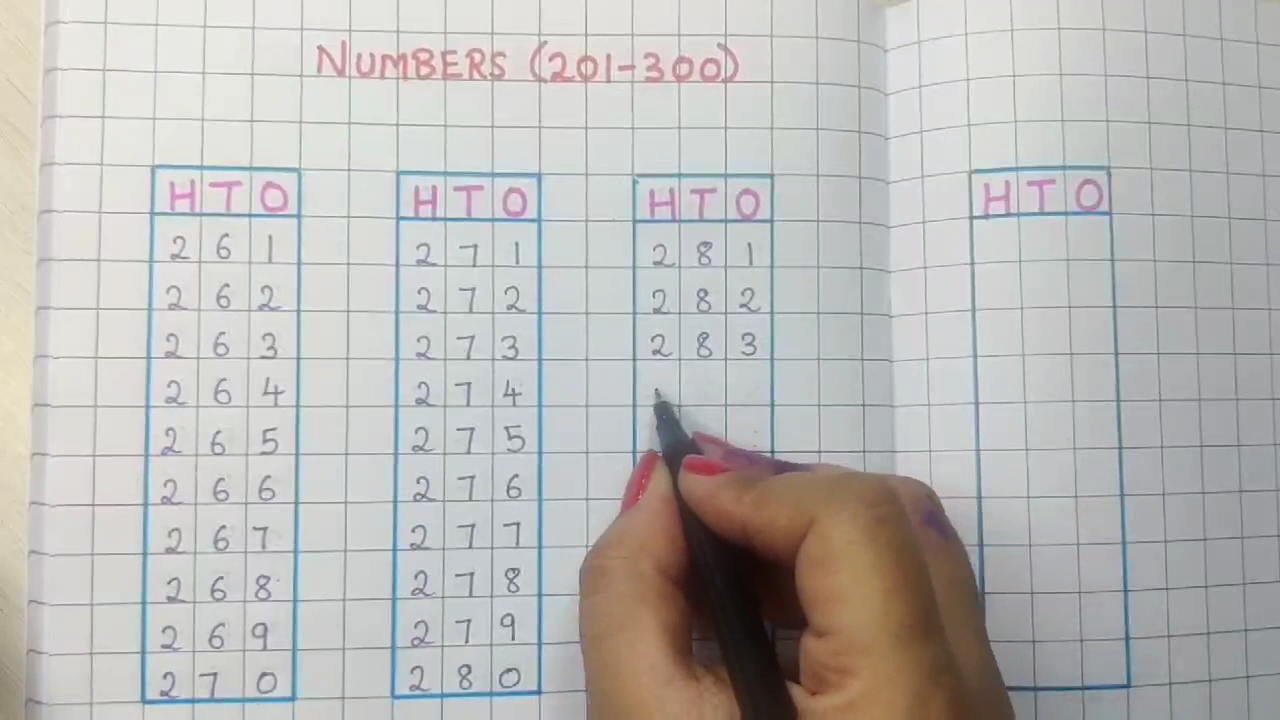 NUMBERS (201-300)
H T O H T O H T O H T O
2 6 1 2 7 1 2 8 1
2 6 2 2 7 2 2 8 2
2 6 3 2 7 3 2 8 3
2 6 4 2 7 4
2 6 5 2 7 5
2 6 6 2 7 6
2 6 7 2 7 7
2 6 8 2 7 8
2 6 9 2 7 9
2 7 0 2 8 0